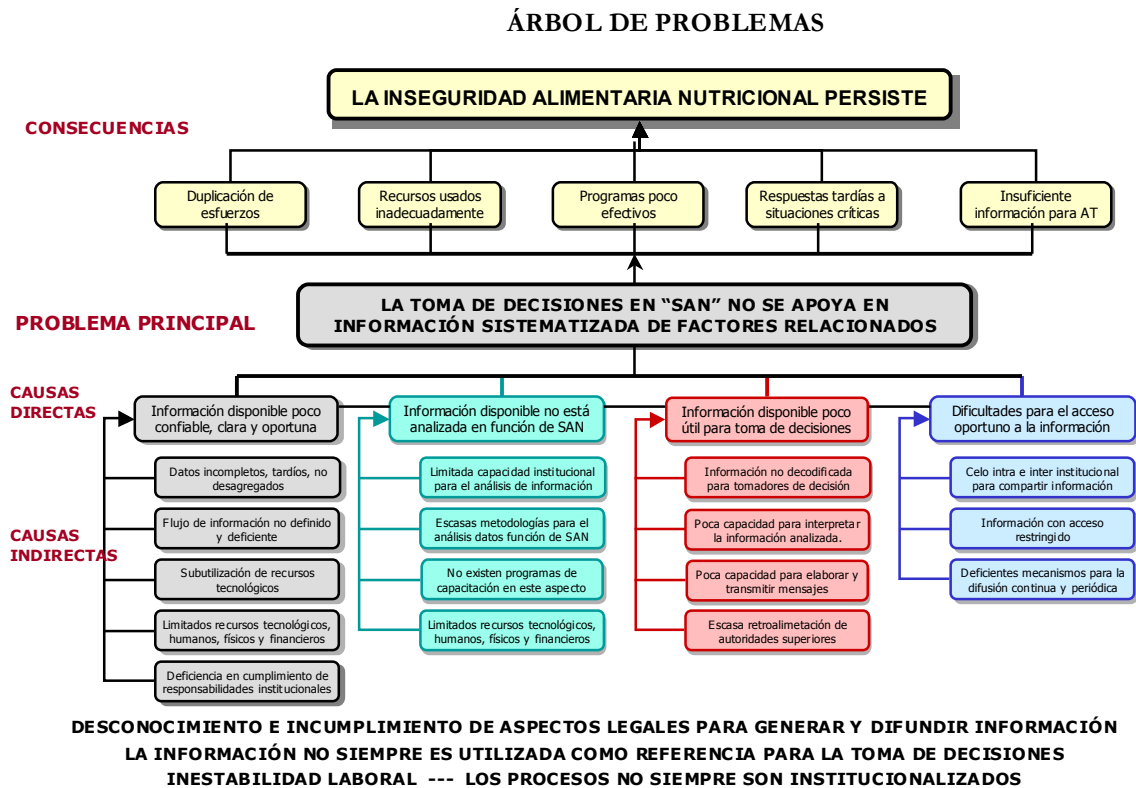 ÁRBOL DE PROBLEMAS
LA INSEGURIDAD ALIMENTARIA NUTRICIONAL PERSISTE
CONSECUENCIAS
Duplicación de
esfuerzos
Recursos usados
inadecuadamente
Programas poco
efectivos
Respuestas tardías a
situaciones críticas
Insuficiente
información para AT
LA TOMA DE DECISIONES EN “SAN” NO SE APOYA EN
INFORMACIÓN SISTEMATIZADA DE FACTORES RELACIONADOS
PROBLEMA PRINCIPAL
CAUSAS
DIRECTAS
Información disponible poco
confiable, clara y oportuna
Información disponible no está
analizada en función de SAN
Información disponible poco
útil para toma de decisiones
Dificultades para el acceso
oportuno a la información
CAUSAS
INDIRECTAS
Datos incompletos, tardíos, no
desagregados
Flujo de información no definido
y deficiente
Subutilización de recursos
tecnológicos
Limitados recursos tecnológicos,
humanos, físicos y financieros
Deficiencia en cumplimiento de
responsabilidades institucionales
Limitada capacidad institucional
para el análisis de información
Escasas metodologías para el
análisis datos función de SAN
No existen programas de
capacitación en este aspecto
Limitados recursos tecnológicos,
humanos, físicos y financieros
Información no decodificada
para tomadores de decisión
Poca capacidad para interpretar
la información analizada.
Poca capacidad para elaborar y
transmitir mensajes
Escasa retroalimetación de
autoridades superiores
Celo intra e inter institucional
para compartir información
Información con acceso
restringido
Deficientes mecanismos para la
difusión continua y periódica
DESCONOCIMIENTO E INCUMPLIMIENTO DE ASPECTOS LEGALES PARA GENERAR Y DIFUNDIR INFORMACIÓN
LA INFORMACIÓN NO SIEMPRE ES UTILIZADA COMO REFERENCIA PARA LA TOMA DE DECISIONES
INESTABILIDAD LABORAL --- LOS PROCESOS NO SIEMPRE SON INSTITUCIONALIZADOS